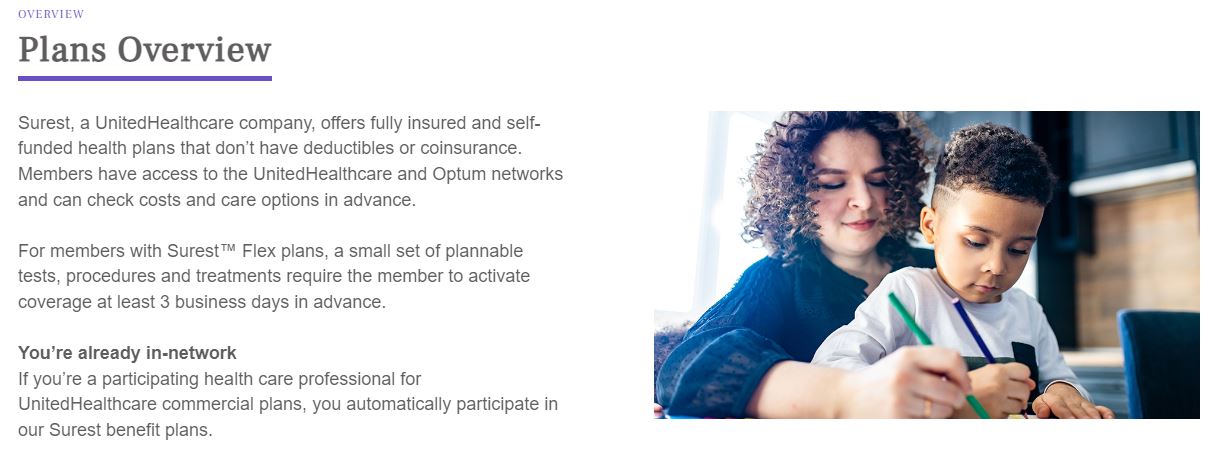 OVERVIEW
Plans Overview
Surest, a UnitedHealthcare company, offers fully insured and self-
funded health plans that don’t have deductibles or coinsurance.
Members have access to the UnitedHealthcare and Optum networks
and can check costs and care options in advance.
For members with Surest™ Flex plans, a small set of plannable
tests, procedures and treatments require the member to activate
coverage at least 3 business days in advance.
You’re already in-network
If you’re a participating health care professional for
UnitedHealthcare commercial plans, you automatically participate in
our Surest benefit plans.